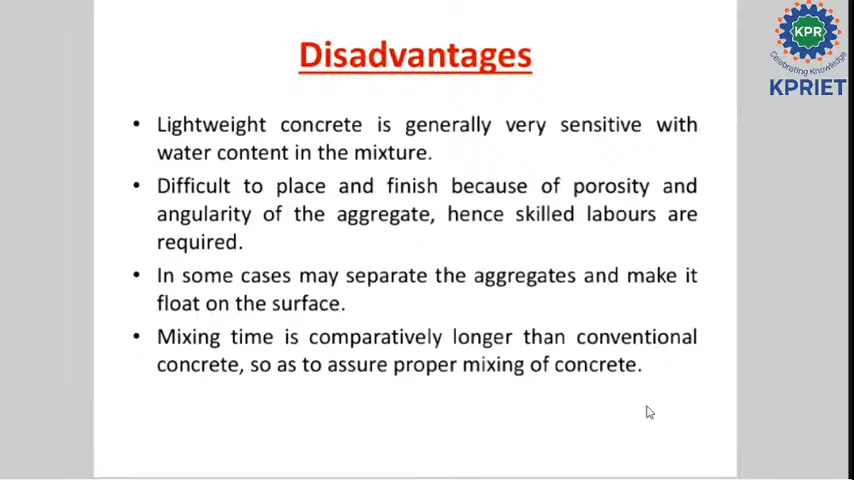 Disadvantages
KPR
Celebrating Knowledge
KPRIET
• Lightweight concrete is generally very sensitive with
water content in the mixture.
• Difficult to place and finish because of porosity and
angularity of the aggregate, hence skilled labours are
required.
• In some cases may separate the aggregates and make it
float on the surface.
• Mixing time is comparatively longer than conventional
concrete, so as to assure proper mixing of concrete.